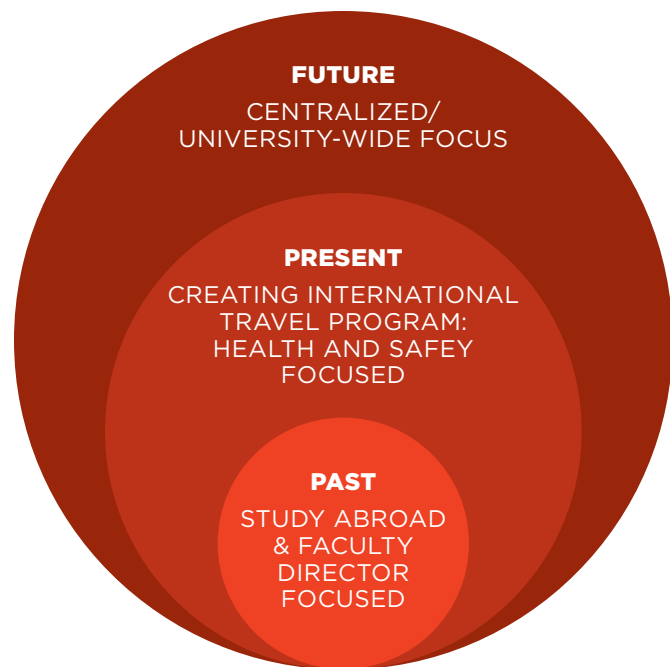 FUTURE
CENTRALIZED/
UNIVERSITY-WIDE FOCUS
PRESENT
CREATING INTERNATIONAL
TRAVEL PROGRAM:
HEALTH AND SAFEY
FOCUSED
PAST
STUDY ABROAD
& FACULTY
DIRECTOR
FOCUSED